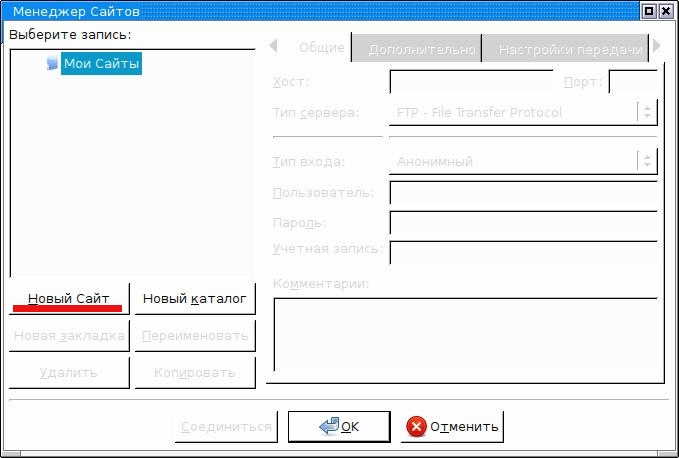 Менеджер Сайтов
Выберите запись:
Мои Сайты
Общие
Дополнительно
Настройки передачи
Хост:
Порт:
Тип сервера:
FTP - File Transfer Protocol
Тип входа:
Анонимный
Пользователь:
Пароль:
Учетная запись:
Комментарии:
Новый Сайт
Новый каталог
Новая закладка
Переименовать
Удалить
Копировать
Соединиться
OK
Отменить